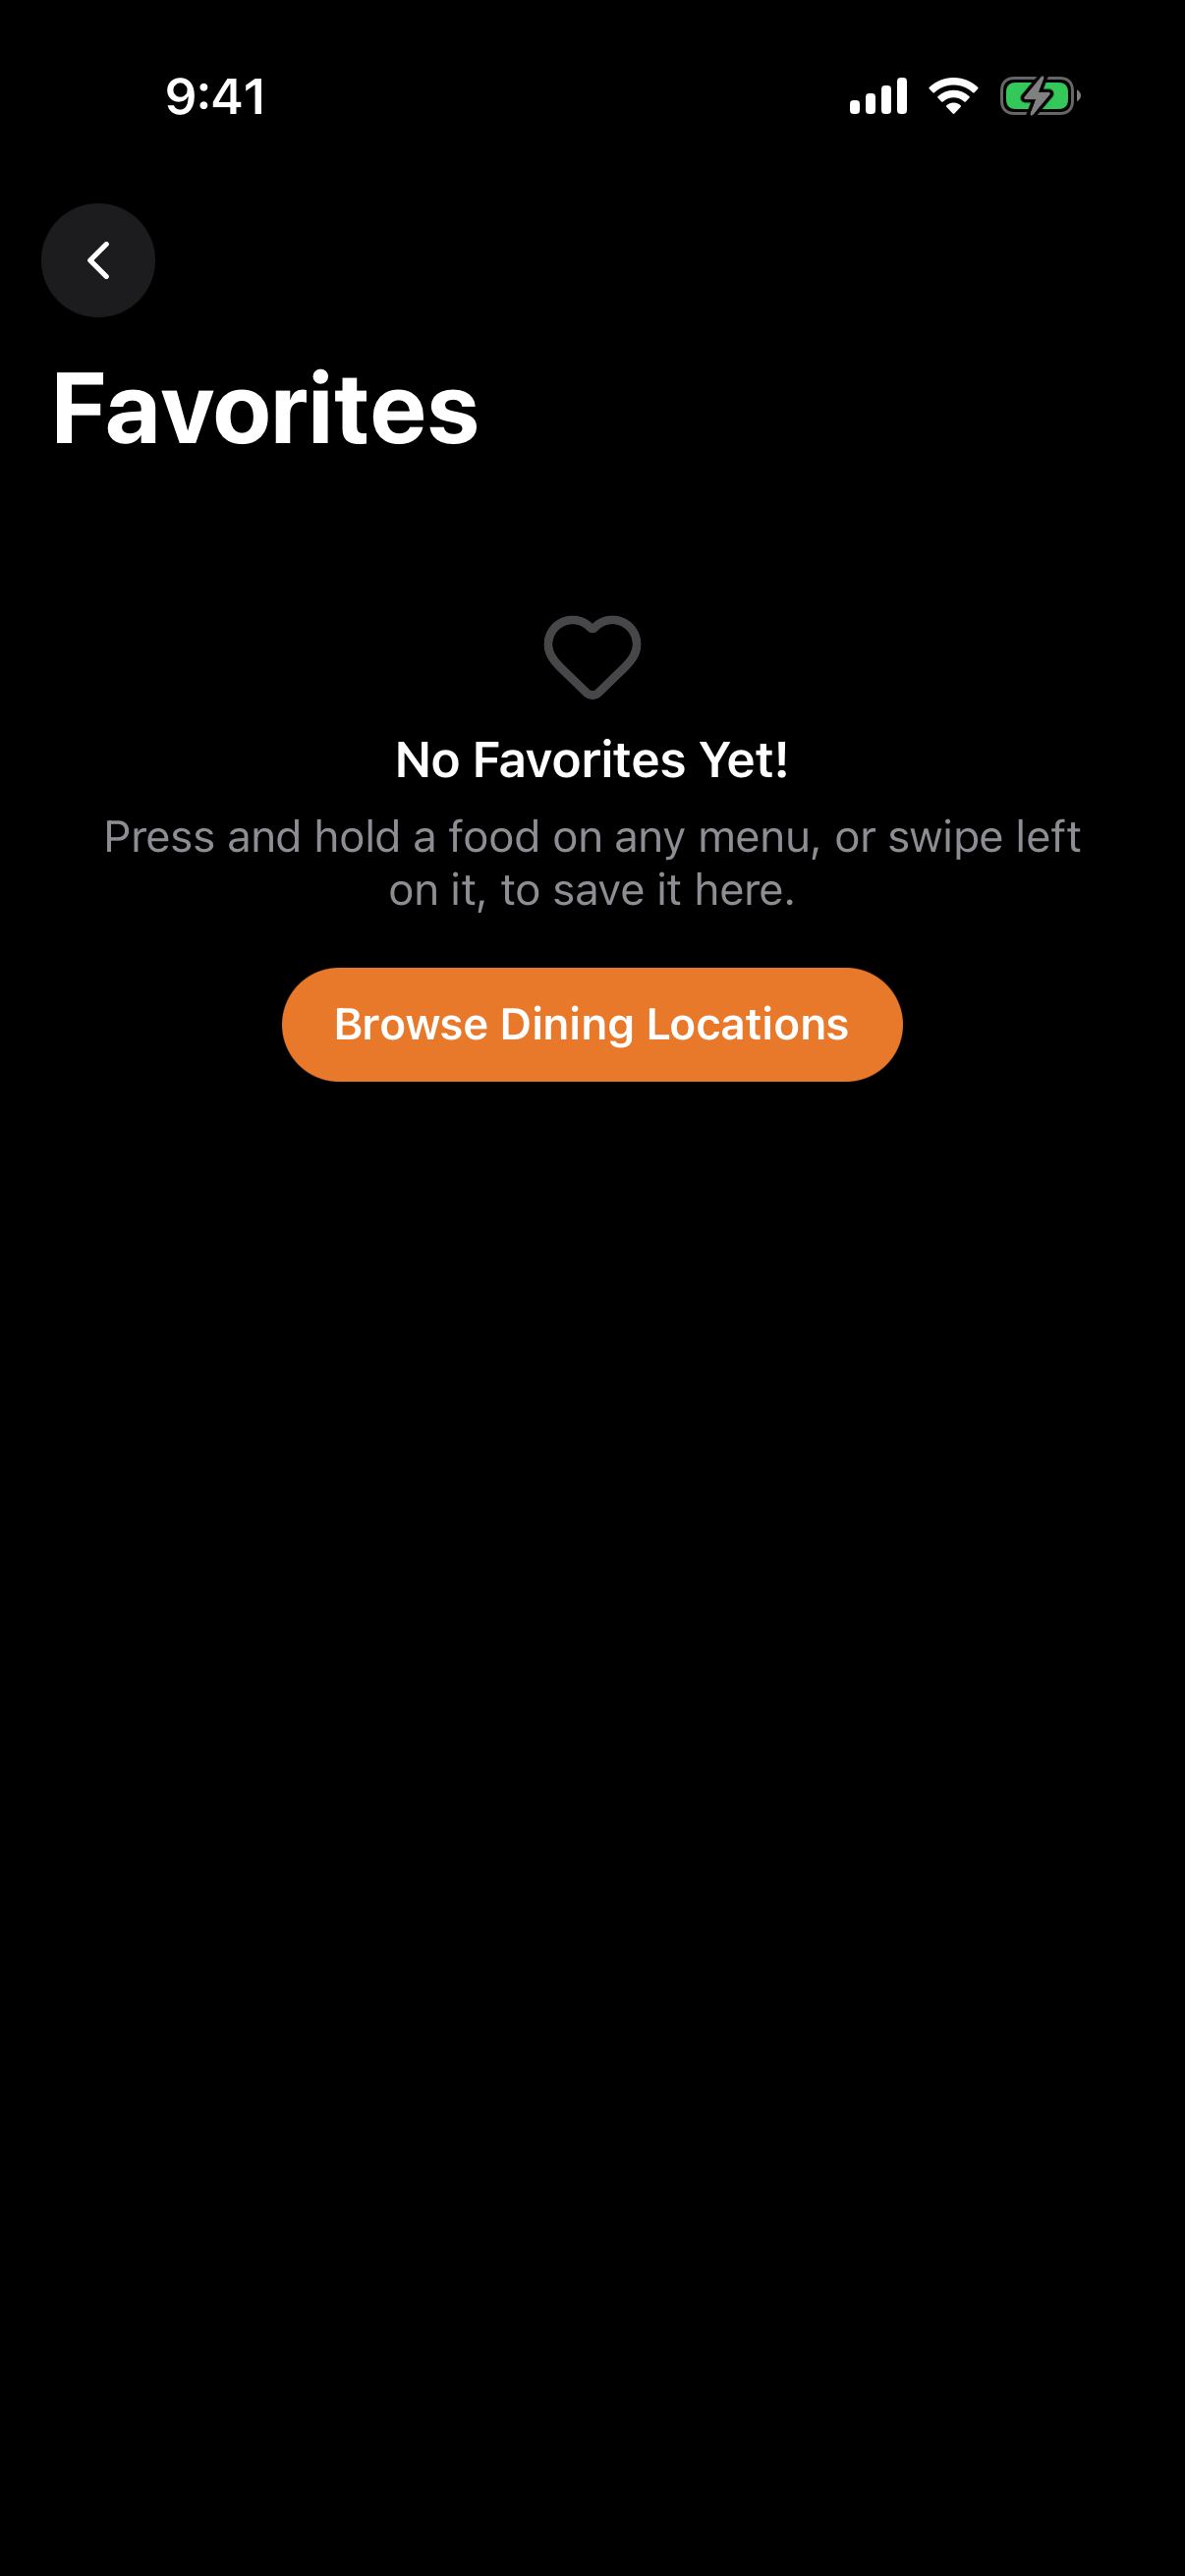 9:41
Favorites
No Favorites Yet!
Press and hold a food on any menu, or swipe left
on it, to save it here.
Browse Dining Locations